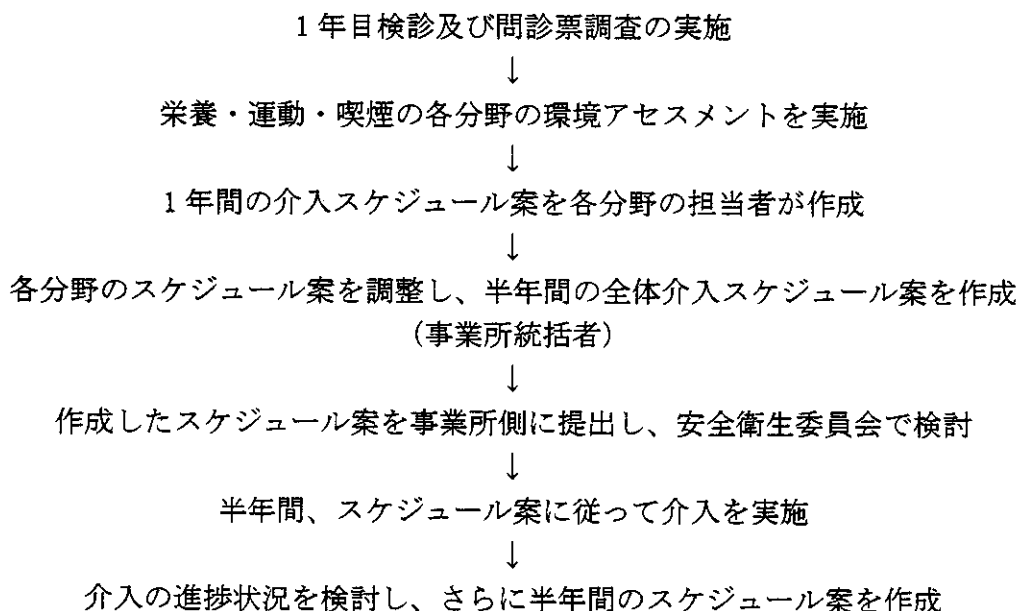 1年目検診及び問診票調査の実施
↓
栄養・運動・喫煙の各分野の環境アセスメントを実施
↓
1年間の介入スケジュール案を各分野の担当者が作成
↓
各分野のスケジュール案を調整し、半年間の全体介入スケジュール案を作成
（事業所統括者）
↓
作成したスケジュール案を事業所側に提出し、安全衛生委員会で検討
↓
半年間、スケジュール案に従って介入を実施
↓
介入の進捗状況を検討し、さらに半年間のスケジュール案を作成